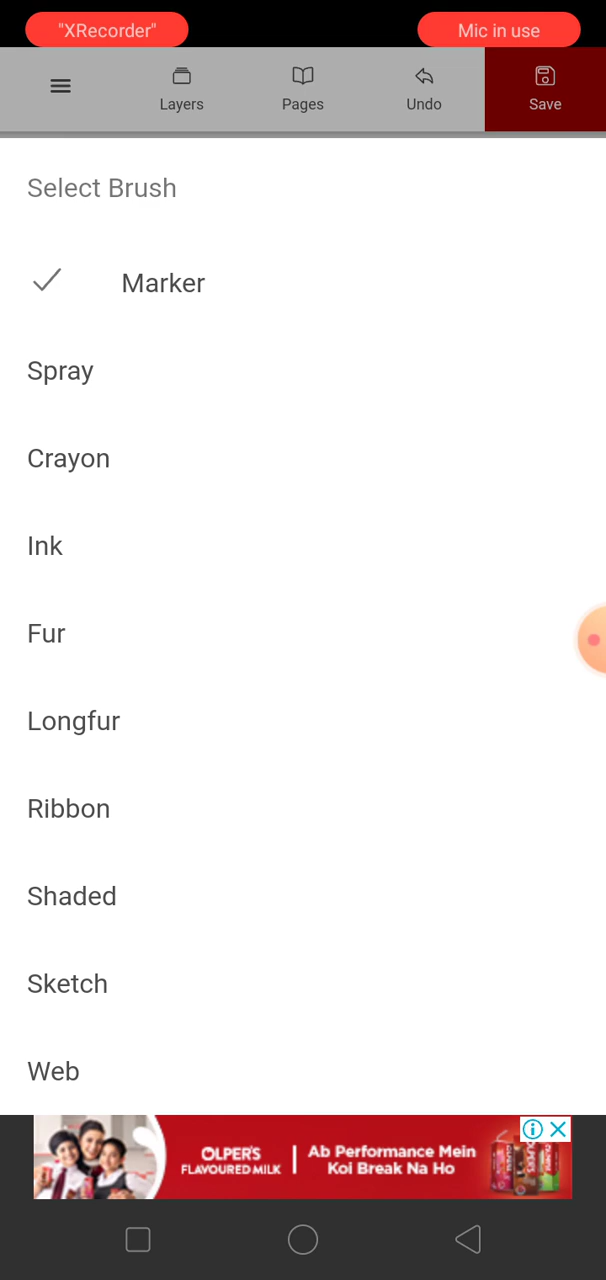 "XRecorder"
Mic in use
Layers
Pages
Undo
Save
Select Brush
Marker
Spray
Crayon
Ink
Fur
Longfur
Ribbon
Shaded
Sketch
Web
OLPER'S
FLAVOURED MILK
Ab Performance Mein
Koi Break Na Ho